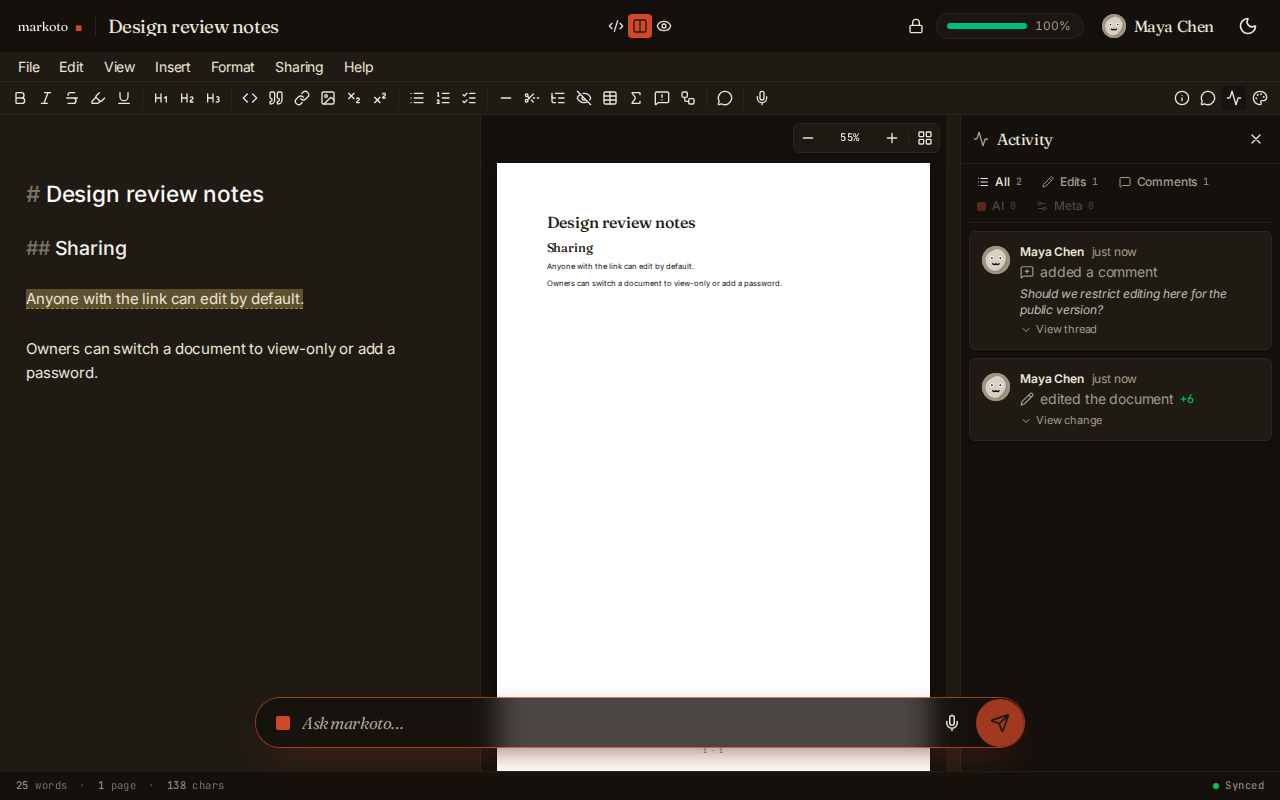 markoto
Design review notes
100%
Maya Chen
File Edit View Insert Format Sharing Help
H1 H2 H3
55%
Activity
# Design review notes
## Sharing
Anyone with the link can edit by default.
Owners can switch a document to view-only or add a
password.
Design review notes
Sharing
Anyone with the link can edit by default.
Owners can switch a document to view-only or add a password.
1 · 1
All 2 Edits 1 Comments 1
AI 0 Meta 0
Maya Chen just now
added a comment
Should we restrict editing here for the
public version?
View thread
Maya Chen just now
edited the document +6
View change
Ask markoto...
25 words · 1 page · 138 chars
Synced